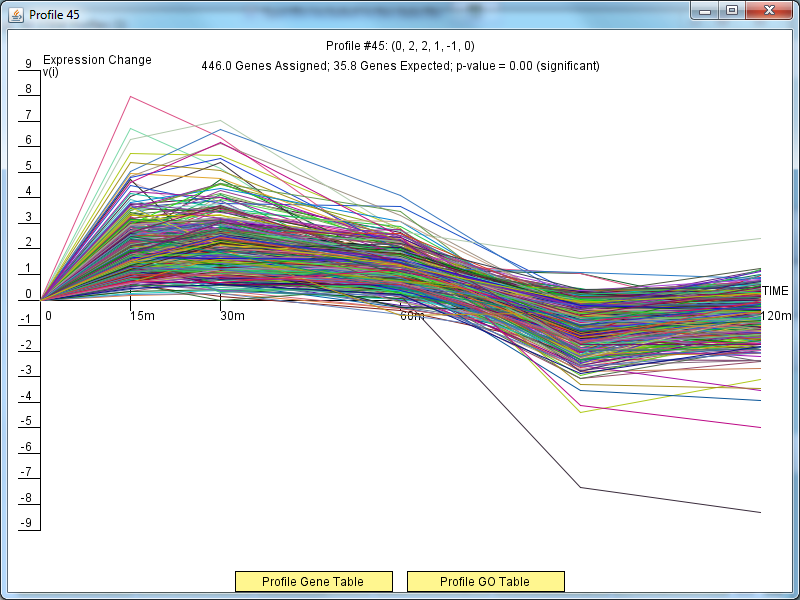 Profile 45
Profile #45: (0, 2, 2, 1, -1, 0)
Expression Change
v(i)
446.0 Genes Assigned; 35.8 Genes Expected; p-value = 0.00 (significant)
9
8
7
6
5
4
3
2
1
0
-1
-2
-3
-4
-5
-6
-7
-8
-9
TIME
0
15m
30m
60m
120m
Profile Gene Table
Profile GO Table